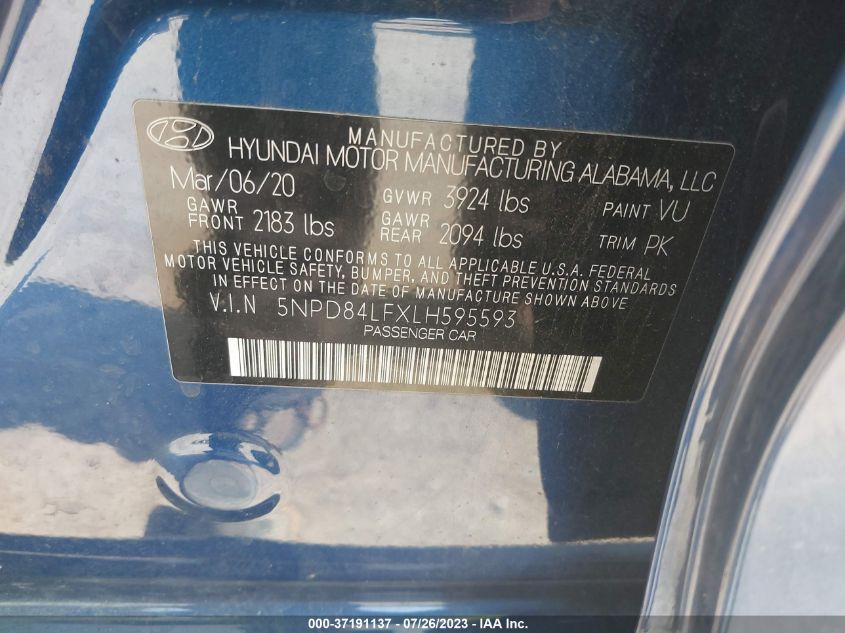 MANUFACTURED BY
HYUNDAI MOTOR MANUFACTURING ALABAMA, LLC
Mar/06/20 GVWR 3924 lbs PAINT VU
GAWR FRONT 2183 lbs GAWR REAR 2094 lbs TRIM PK
THIS VEHICLE CONFORMS TO ALL APPLICABLE U.S.A. FEDERAL
MOTOR VEHICLE SAFETY, BUMPER, AND THEFT PREVENTION STANDARDS
IN EFFECT ON THE DATE OF MANUFACTURE SHOWN ABOVE
V.I.N 5NPD84LFXLH595593
PASSENGER CAR
000-37191137 - 07/26/2023 - © IAA Inc.